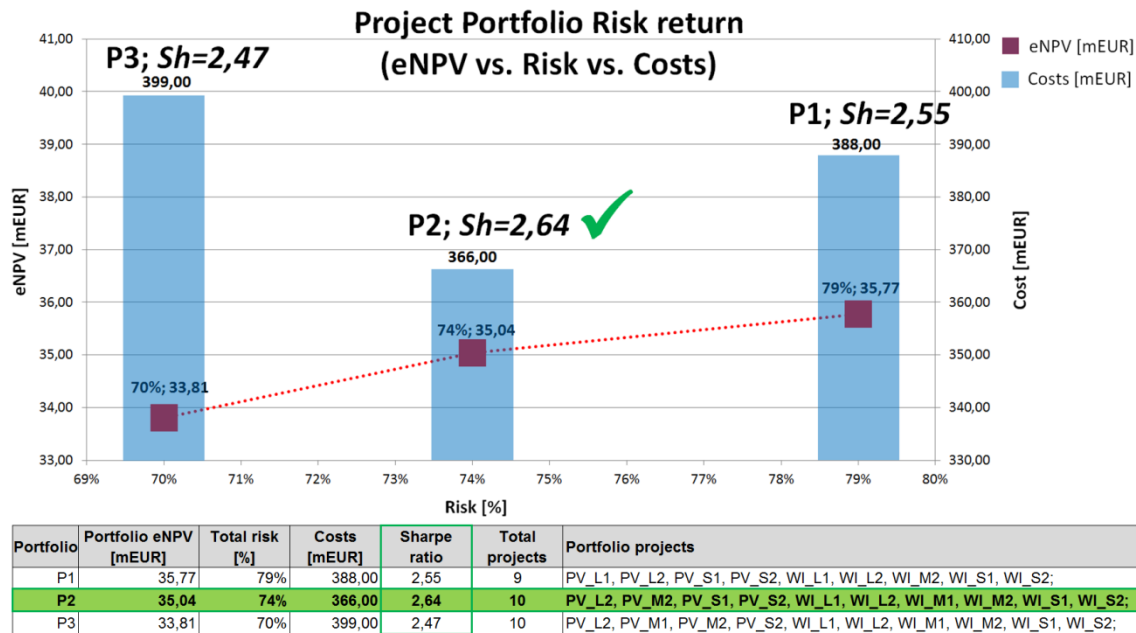 Project Portfolio Risk return
(eNPV vs. Risk vs. Costs)
41,00
40,00
39,00
38,00
37,00
36,00
35,00
34,00
33,00
eNPV [mEUR]
410,00
400,00
390,00
380,00
370,00
360,00
350,00
340,00
330,00
Cost [mEUR]
eNPV [mEUR]
Costs [mEUR]
P3; Sh=2,47
399,00
P1; Sh=2,55
388,00
P2; Sh=2,64
366,00
79%; 35,77
74%; 35,04
70%; 33,81
69% 70% 71% 72% 73% 74% 75% 76% 77% 78% 79% 80%
Risk [%]
Portfolio Portfolio eNPV [mEUR] Total risk [%] Costs [mEUR] Sharpe ratio Total projects Portfolio projects
P1 35,77 79% 388,00 2,55 9 PV_L1, PV_L2, PV_S1, PV_S2, WI_L1, WI_L2, WI_M2, WI_S1, WI_S2;
P2 35,04 74% 366,00 2,64 10 PV_L2, PV_M2, PV_S1, PV_S2, WI_L1, WI_L2, WI_M1, WI_M2, WI_S1, WI_S2;
P3 33,81 70% 399,00 2,47 10 PV_L2, PV_M1, PV_M2, PV_S2, WI_L1, WI_L2, WI_M1, WI_M2, WI_S1, WI_S2;